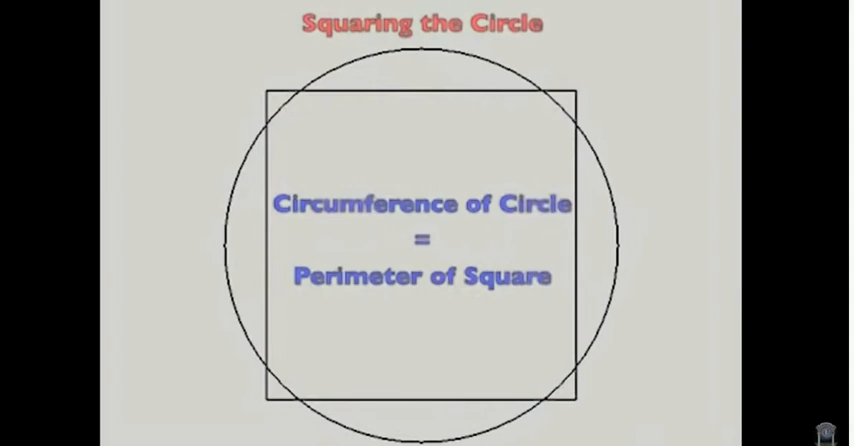 Squaring the Circle
Circumference of Circle
=
Perimeter of Square